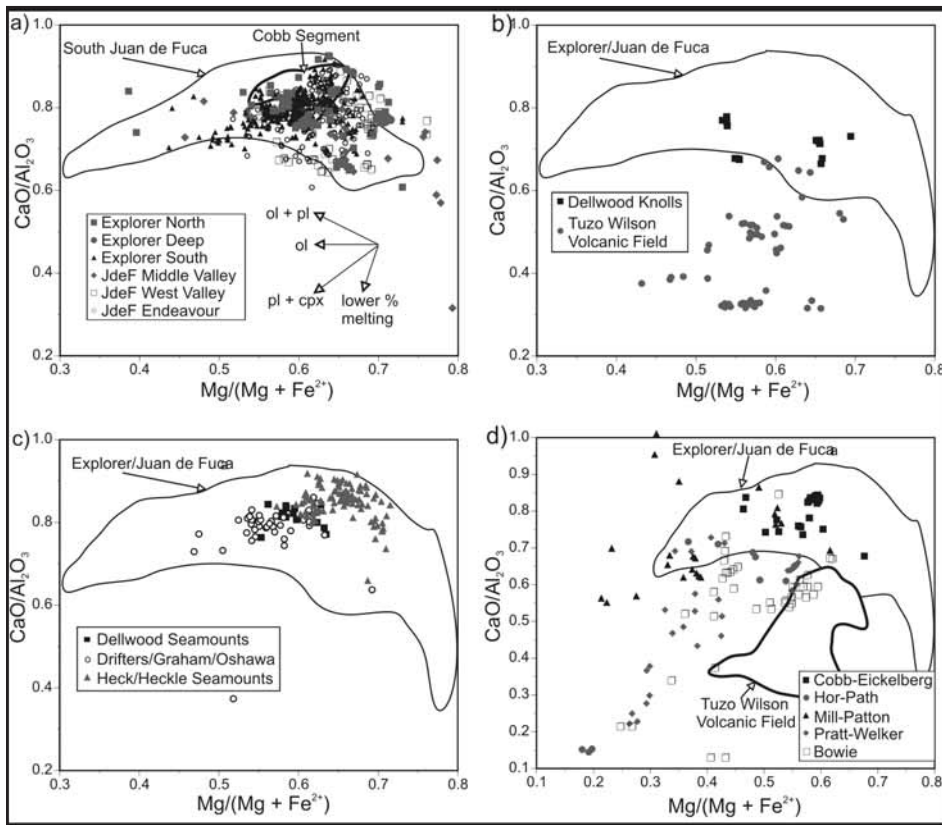 a)
1.0
0.8
0.6
0.4
0.2
CaO/Al₂O₃
South Juan de Fuca
Cobb Segment
ol + pl
ol
pl + cpx
lower %
melting
Explorer North
Explorer Deep
Explorer South
JdeF Middle Valley
JdeF West Valley
JdeF Endeavour
0.3 0.4 0.5 0.6 0.7 0.8
Mg/(Mg + Fe²⁺)
b)
1.0
0.8
0.6
0.4
0.2
CaO/Al₂O₃
Explorer/Juan de Fuca
Dellwood Knolls
Tuzo Wilson
Volcanic Field
0.3 0.4 0.5 0.6 0.7 0.8
Mg/(Mg + Fe²⁺)
c)
1.0
0.8
0.6
0.4
0.2
CaO/Al₂O₃
Explorer/Juan de Fuca
Dellwood Seamounts
Drifters/Graham/Oshawa
Heck/Heckle Seamounts
0.3 0.4 0.5 0.6 0.7 0.8
Mg/(Mg + Fe²⁺)
d)
1.0
0.9
0.8
0.7
0.6
0.5
0.4
0.3
0.2
0.1
CaO/Al₂O₃
Explorer/Juan de Fuca
Tuzo Wilson
Volcanic Field
Cobb-Eickelberg
Hor-Path
Mill-Patton
Pratt-Welker
Bowie
0.1 0.2 0.3 0.4 0.5 0.6 0.7 0.8
Mg/(Mg + Fe²⁺)